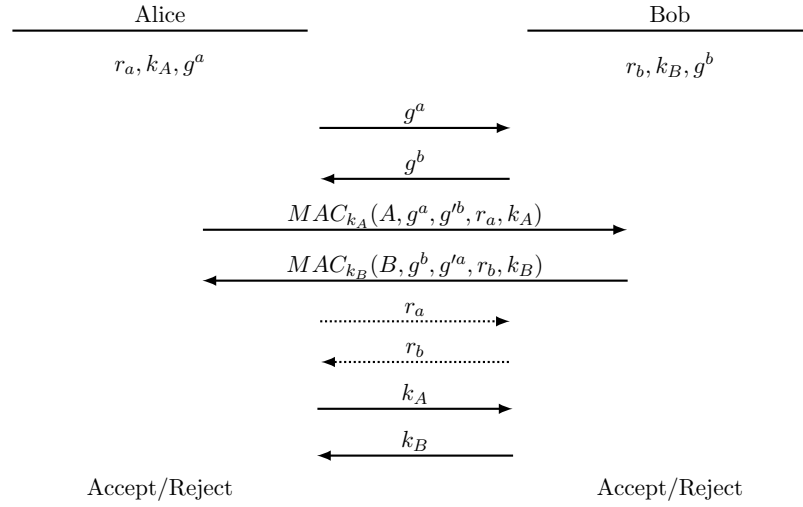 Alice Bob
r_a, k_A, g^a r_b, k_B, g^b
g^a
g^b
MAC_{k_A}(A, g^a, g'^b, r_a, k_A)
MAC_{k_B}(B, g^b, g'^a, r_b, k_B)
r_a
r_b
k_A
k_B
Accept/Reject Accept/Reject